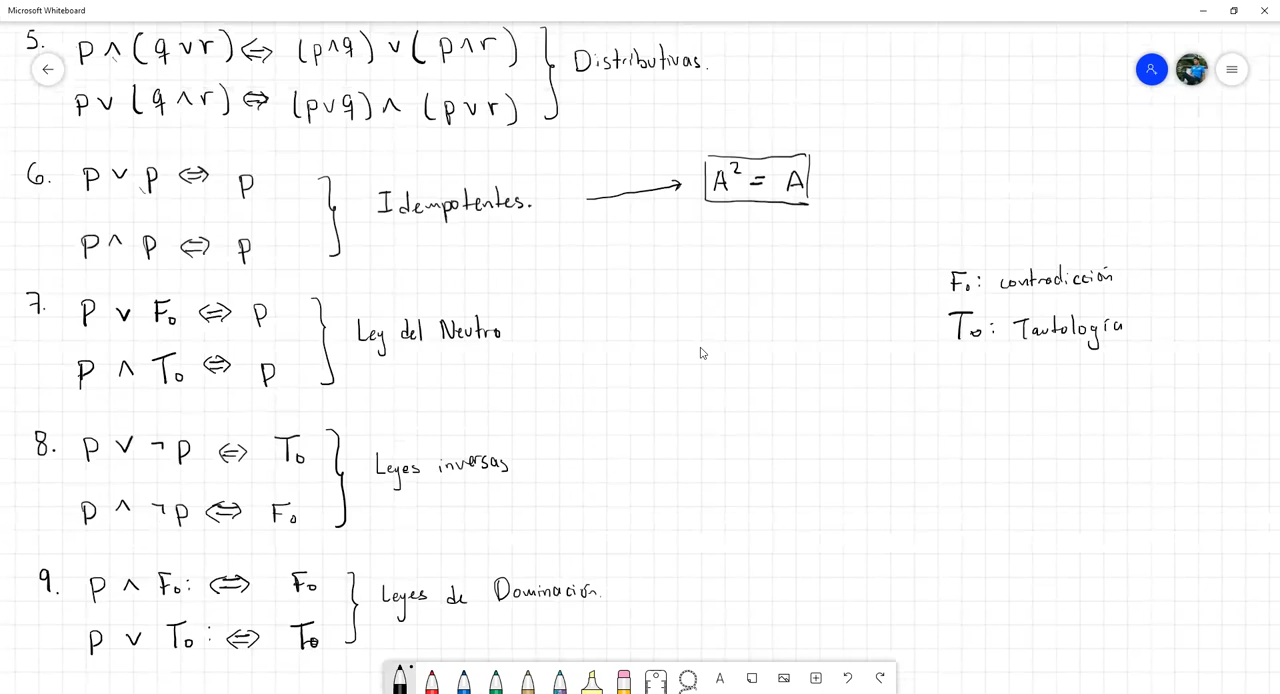 Microsoft Whiteboard
5. p ∧ (q ∨ r) ⇔ (p ∧ q) ∨ (p ∧ r)
p ∨ (q ∧ r) ⇔ (p ∨ q) ∧ (p ∨ r)
Distributivas.
6. p ∨ p ⇔ p
p ∧ p ⇔ p
Idempotentes.
A² = A
F₀: contradicción
T₀: Tautología
7. p ∨ F₀ ⇔ p
p ∧ T₀ ⇔ p
Ley del Neutro
8. p ∨ ¬p ⇔ T₀
p ∧ ¬p ⇔ F₀
Leyes inversas
9. p ∧ F₀: ⇔ F₀
p ∨ T₀: ⇔ T₀
Leyes de Dominación.
A